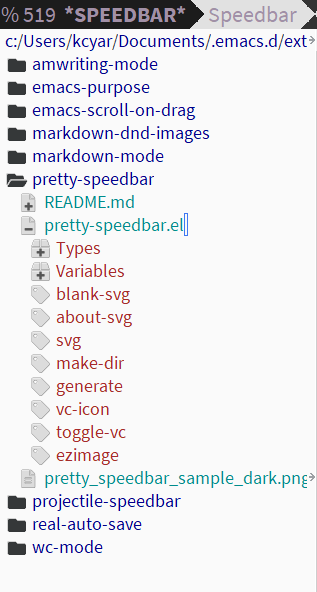 % 519 *SPEEDBAR* Speedbar
c:/Users/kcyar/Documents/.emacs.d/ext
amwriting-mode
emacs-purpose
emacs-scroll-on-drag
markdown-dnd-images
markdown-mode
pretty-speedbar
README.md
pretty-speedbar.el
Types
Variables
blank-svg
about-svg
svg
make-dir
generate
vc-icon
toggle-vc
ezimage
pretty_speedbar_sample_dark.png
projectile-speedbar
real-auto-save
wc-mode